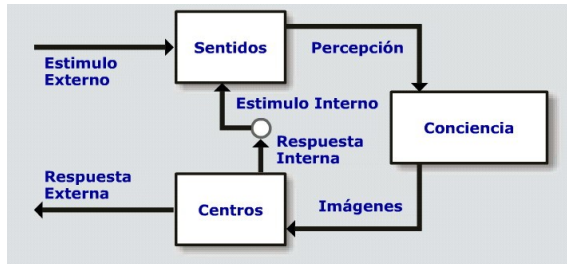 Sentidos
Percepción
Estimulo
Externo
Estimulo Interno
Conciencia
Respuesta
Interna
Respuesta
Externa
Centros
Imágenes